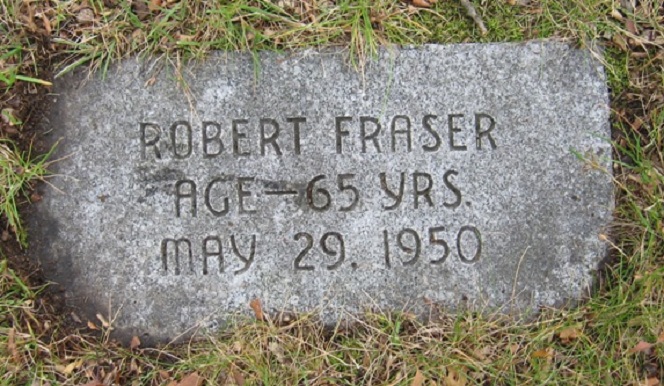 ROBERT FRASER
AGE—65 YRS.
MAY 29. 1950